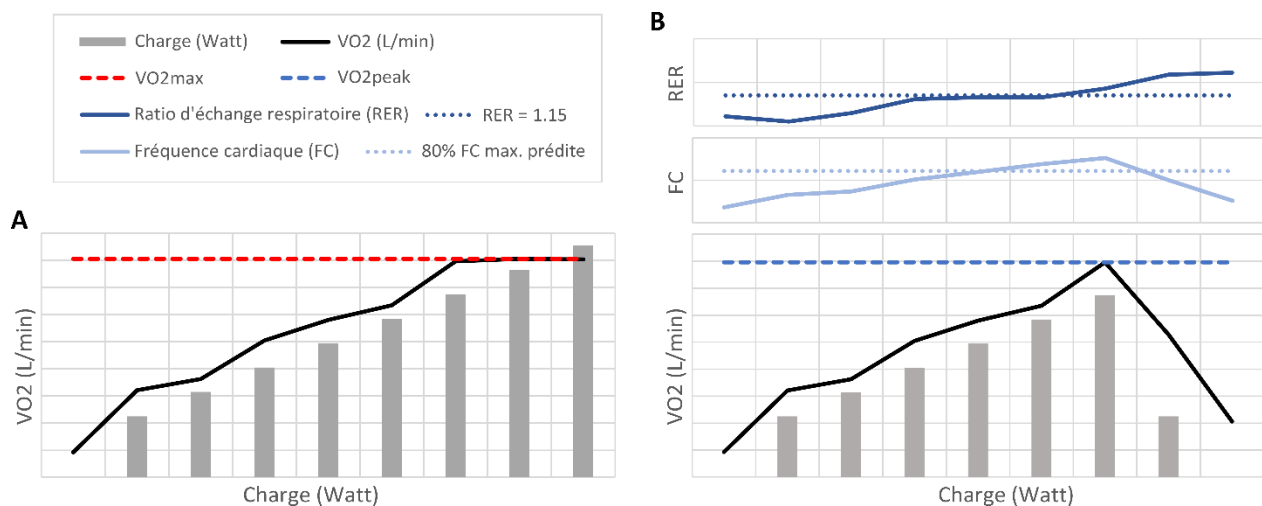 Charge (Watt) VO2 (L/min)
VO2max VO2peak
Ratio d'échange respiratoire (RER) RER = 1.15
Fréquence cardiaque (FC) 80% FC max. prédite
A
VO2 (L/min)
Charge (Watt)
B
RER
FC
VO2 (L/min)
Charge (Watt)